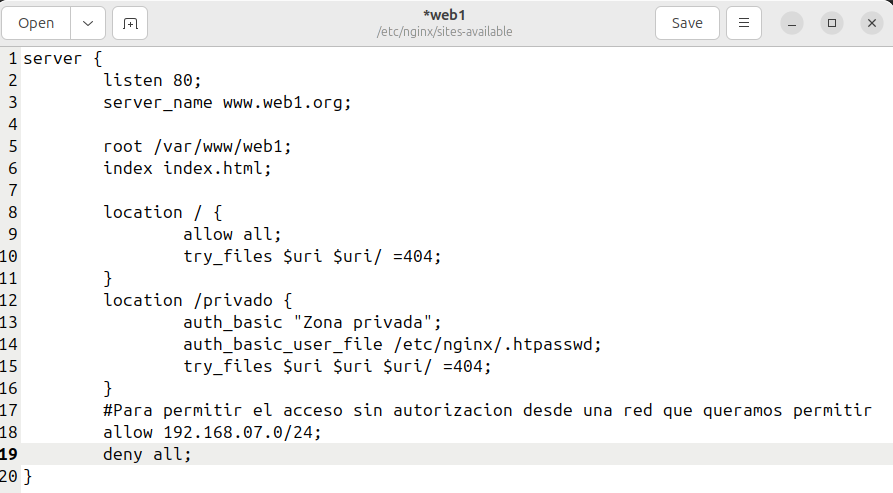 Open
*web1
/etc/nginx/sites-available
Save
1 server {
2 listen 80;
3 server_name www.web1.org;
4
5 root /var/www/web1;
6 index index.html;
7
8 location / {
9 allow all;
10 try_files $uri $uri/ =404;
11 }
12 location /privado {
13 auth_basic "Zona privada";
14 auth_basic_user_file /etc/nginx/.htpasswd;
15 try_files $uri $uri $uri/ =404;
16 }
17 #Para permitir el acceso sin autorizacion desde una red que queramos permitir
18 allow 192.168.07.0/24;
19 deny all;
20 }